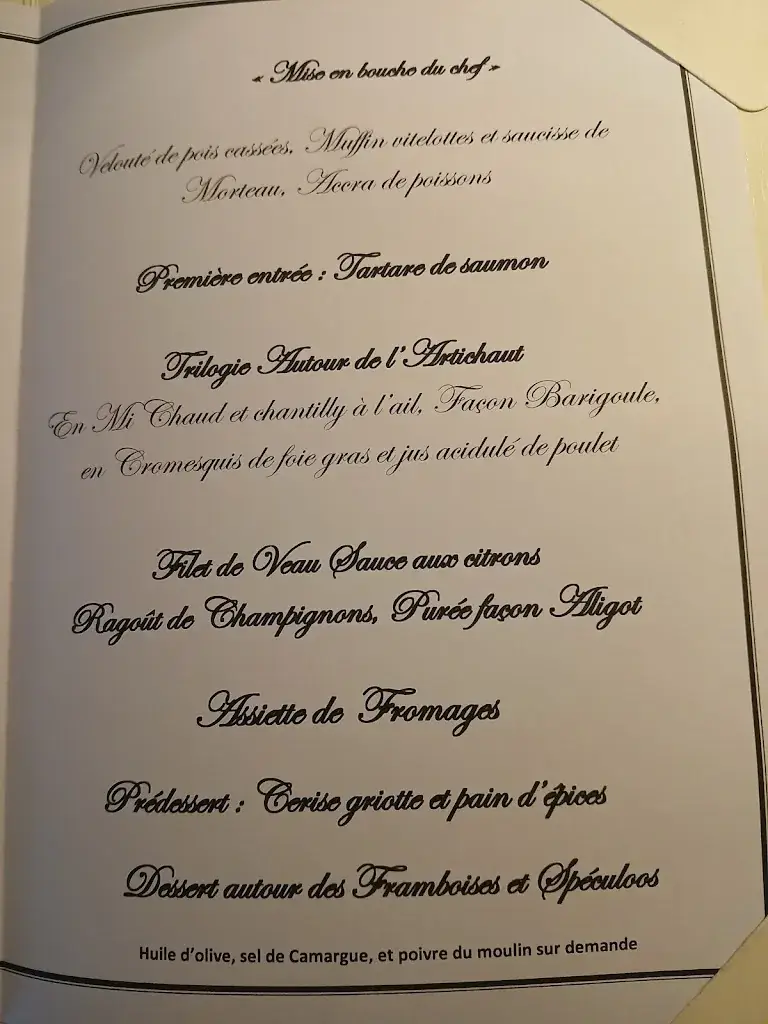 « Mise en bouche du chef »
Velouté de pois cassées, Muffin vitelottes et saucisse de
Morteau, Accra de poissons
Première entrée : Tartare de saumon
Trilogie Autour de l'Artichaut
En Mi Chaud et chantilly à l'ail, Façon Barigoule,
en Cromesquis de foie gras et jus acidulé de poulet
Filet de Veau Sauce aux citrons
Ragoût de Champignons, Purée façon Aligot
Assiette de Fromages
Prédessert : Cerise griotte et pain d'épices
Dessert autour des Framboises et Spéculoos
Huile d'olive, sel de Camargue, et poivre du moulin sur demande